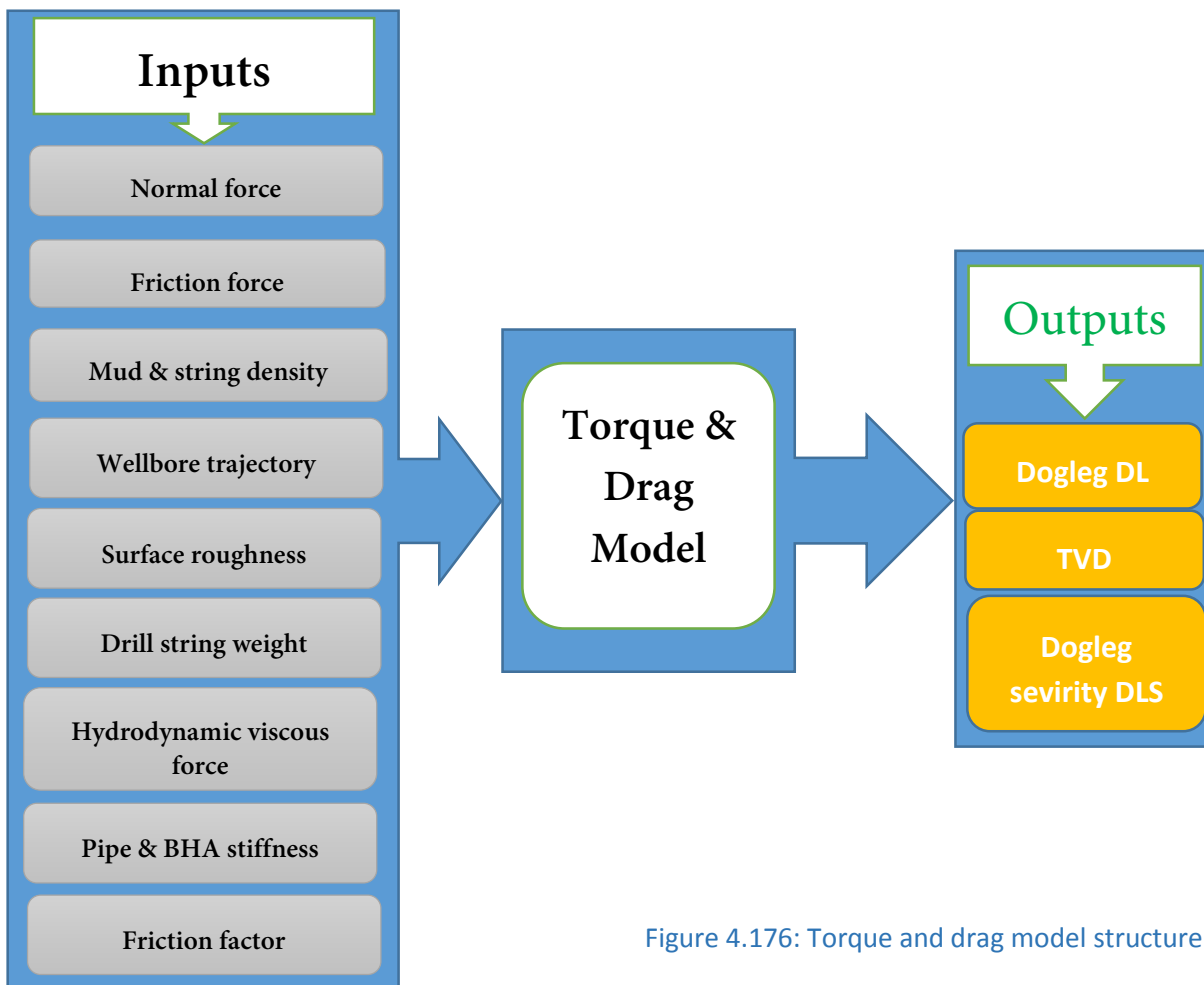 Inputs
Normal force
Friction force
Mud & string density
Wellbore trajectory
Surface roughness
Drill string weight
Hydrodynamic viscous
force
Pipe & BHA stiffness
Friction factor
Torque &
Drag
Model
Outputs
Dogleg DL
TVD
Dogleg
sevirity DLS
Figure 4.176: Torque and drag model structure